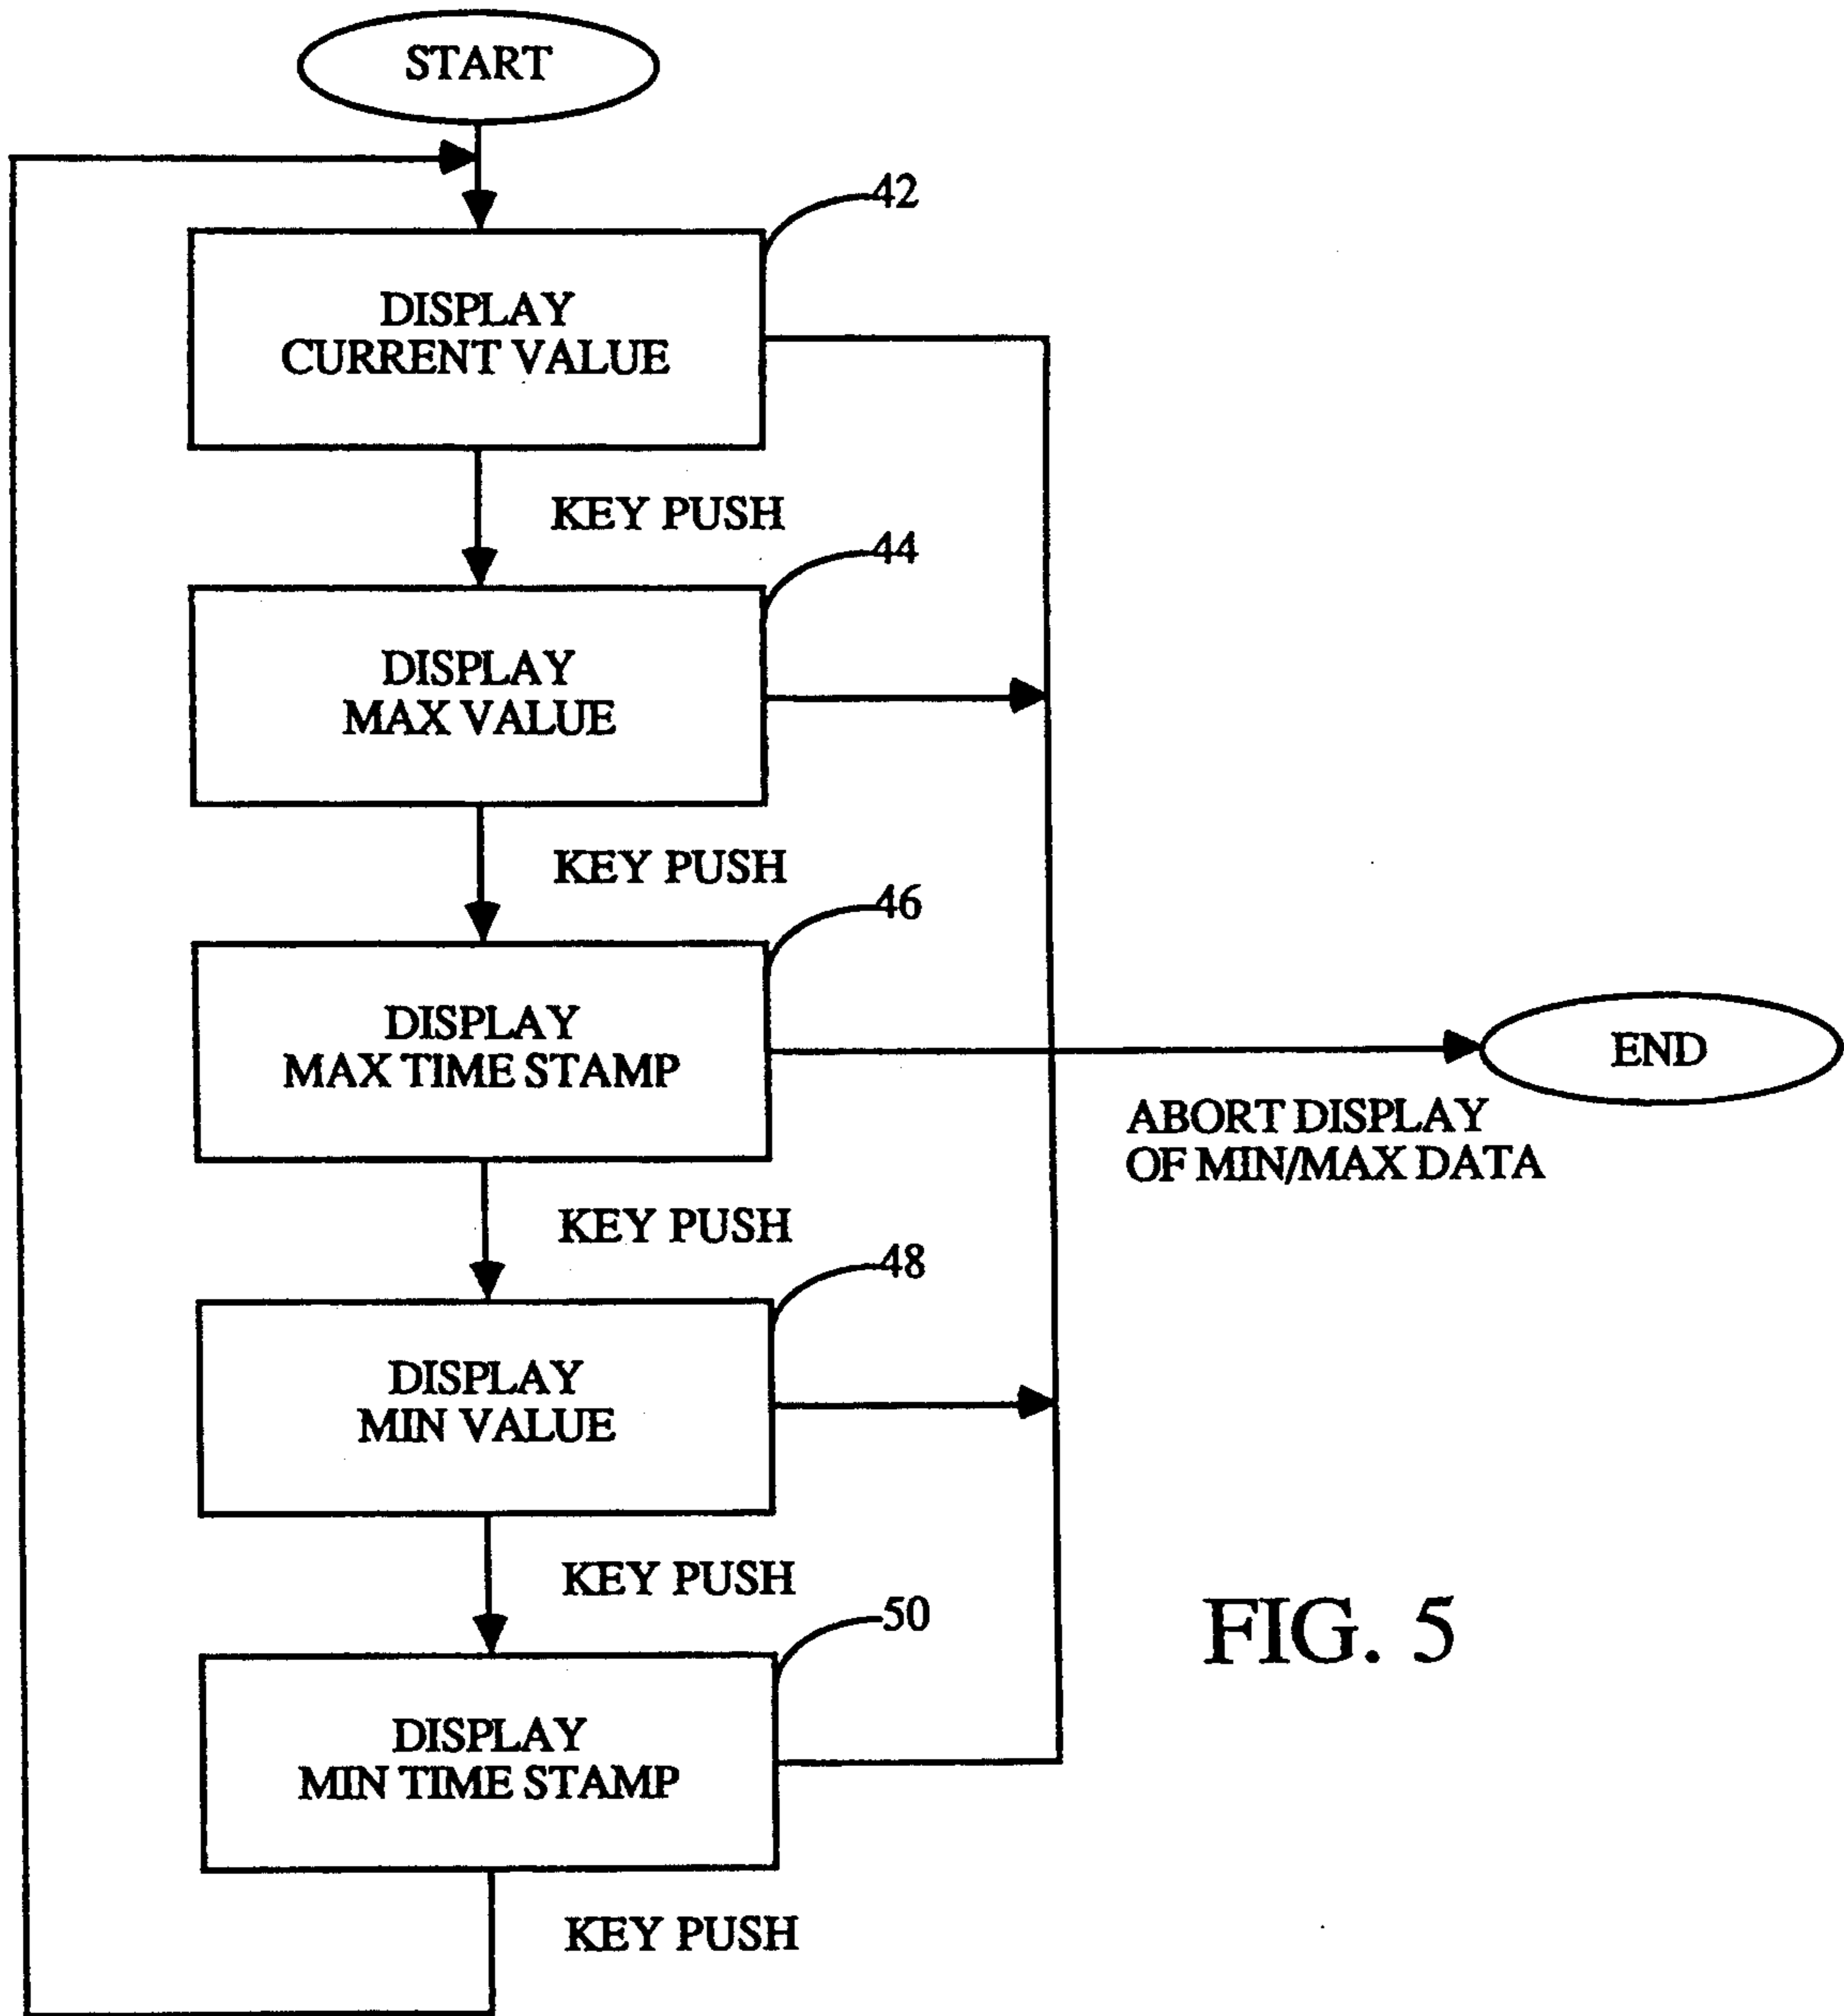 START
42
DISPLAY
CURRENT VALUE
KEY PUSH
44
DISPLAY
MAX VALUE
KEY PUSH
46
DISPLAY
MAX TIME STAMP
END
ABORT DISPLAY
OF MIN/MAX DATA
KEY PUSH
48
DISPLAY
MIN VALUE
KEY PUSH
50
DISPLAY
MIN TIME STAMP
FIG. 5
KEY PUSH